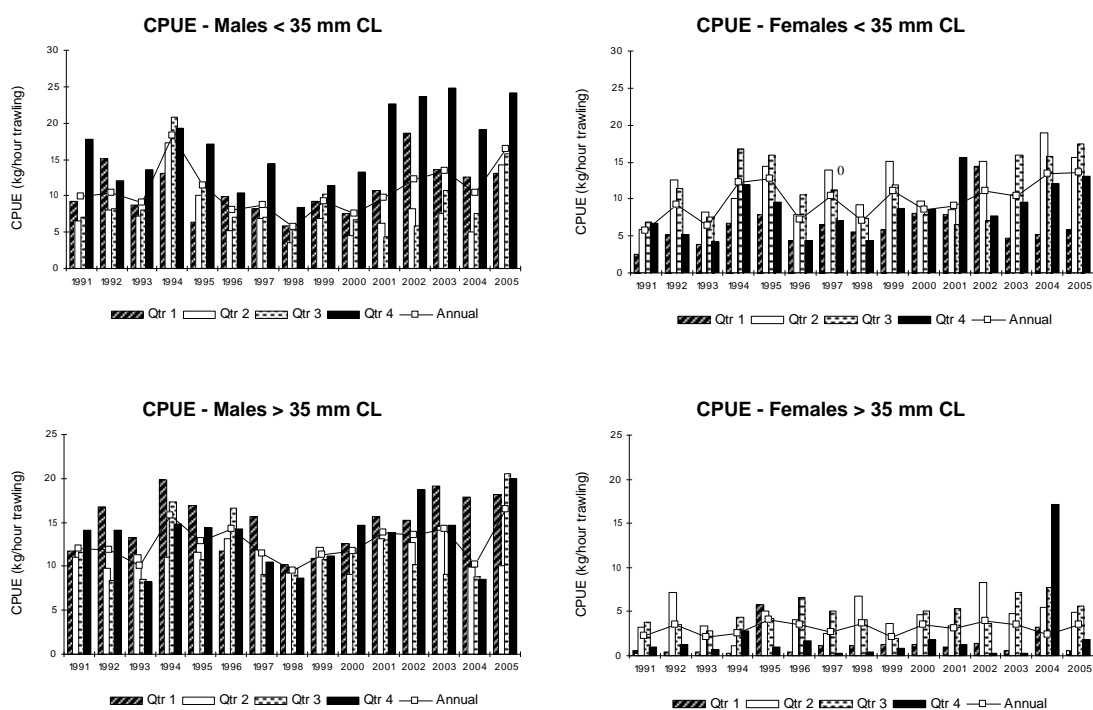 CPUE - Males < 35 mm CL
CPUE (kg/hour trawling)
30
25
20
15
10
5
0
1991 1992 1993 1994 1995 1996 1997 1998 1999 2000 2001 2002 2003 2004 2005
Qtr 1 Qtr 2 Qtr 3 Qtr 4 Annual
CPUE - Females < 35 mm CL
CPUE (kg/hour trawling)
30
25
20
15
10
5
0
0
1991 1992 1993 1994 1995 1996 1997 1998 1999 2000 2001 2002 2003 2004 2005
Qtr 1 Qtr 2 Qtr 3 Qtr 4 Annual
CPUE - Males > 35 mm CL
CPUE (kg/hour trawling)
25
20
15
10
5
0
1991 1992 1993 1994 1995 1996 1997 1998 1999 2000 2001 2002 2003 2004 2005
Qtr 1 Qtr 2 Qtr 3 Qtr 4 Annual
CPUE - Females > 35 mm CL
CPUE (kg/hour trawling)
25
20
15
10
5
0
1991 1992 1993 1994 1995 1996 1997 1998 1999 2000 2001 2002 2003 2004 2005
Qtr 1 Qtr 2 Qtr 3 Qtr 4 Annual